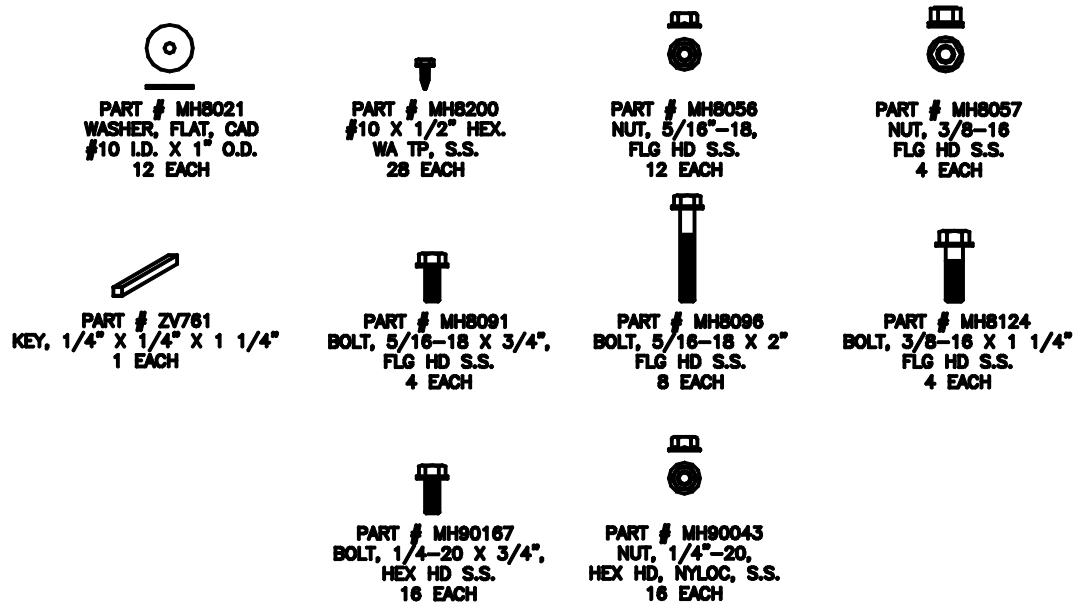 PART # MH8021
WASHER, FLAT, CAD
#10 I.D. X 1" O.D.
12 EACH
PART # MH8200
#10 X 1/2" HEX.
WA TP, S.S.
28 EACH
PART # MH8056
NUT, 5/16"-18,
FLG HD S.S.
12 EACH
PART # MH8057
NUT, 3/8-16
FLG HD S.S.
4 EACH
PART # ZV761
KEY, 1/4" X 1/4" X 1 1/4"
1 EACH
PART # MH8091
BOLT, 5/16-18 X 3/4",
FLG HD S.S.
4 EACH
PART # MH8096
BOLT, 5/16-18 X 2"
FLG HD S.S.
8 EACH
PART # MH8124
BOLT, 3/8-16 X 1 1/4"
FLG HD S.S.
4 EACH
PART # MH90167
BOLT, 1/4-20 X 3/4",
HEX HD S.S.
16 EACH
PART # MH90043
NUT, 1/4"-20,
HEX HD, NYLOC, S.S.
16 EACH